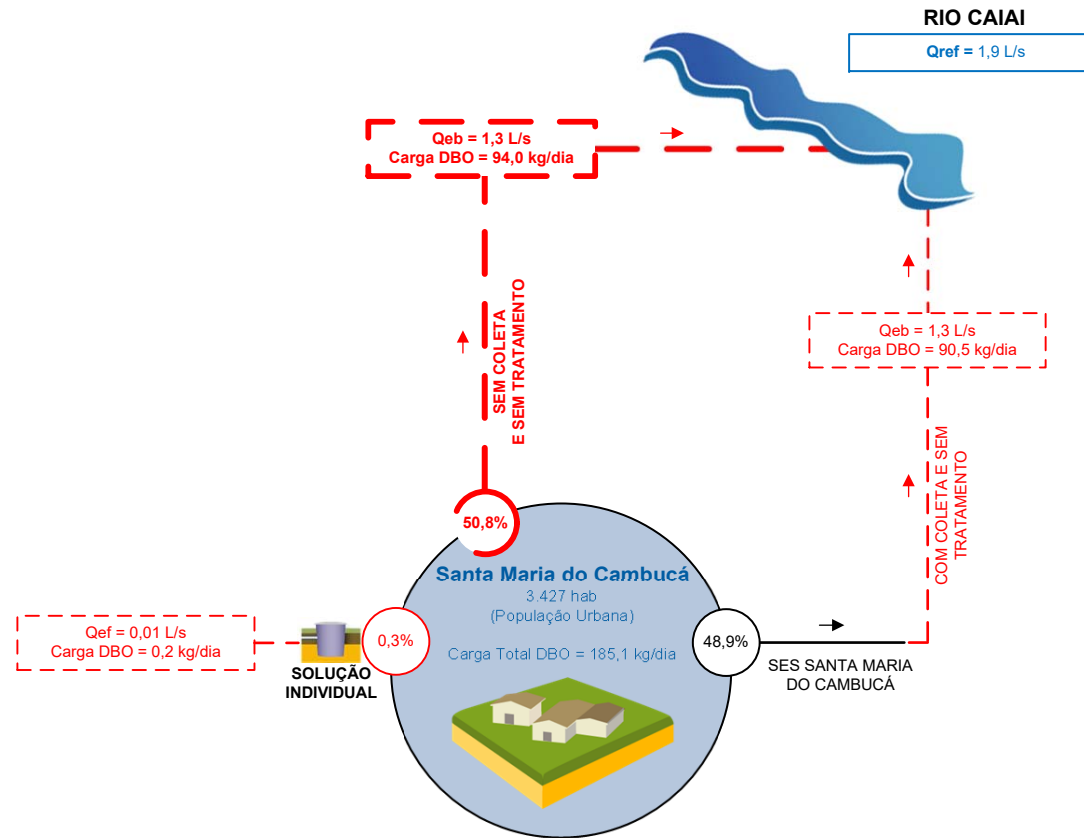 RIO CAIAI
Qref = 1,9 L/s
Qeb = 1,3 L/s
Carga DBO = 94,0 kg/dia
SEM COLETA
E SEM TRATAMENTO
Qeb = 1,3 L/s
Carga DBO = 90,5 kg/dia
COM COLETA E SEM
TRATAMENTO
50,8%
Santa Maria do Cambucá
3.427 hab
(População Urbana)
Carga Total DBO = 185,1 kg/dia
Qef = 0,01 L/s
Carga DBO = 0,2 kg/dia
SOLUÇÃO
INDIVIDUAL
0,3%
48,9%
SES SANTA MARIA
DO CAMBUCÁ